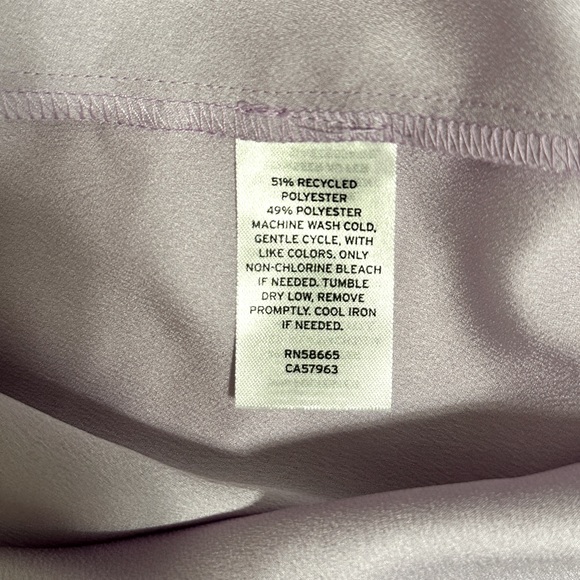 51% RECYCLED
POLYESTER
49% POLYESTER
MACHINE WASH COLD,
GENTLE CYCLE, WITH
LIKE COLORS. ONLY
NON-CHLORINE BLEACH
IF NEEDED. TUMBLE
DRY LOW, REMOVE
PROMPTLY. COOL IRON
IF NEEDED.
RN58665
CA57963